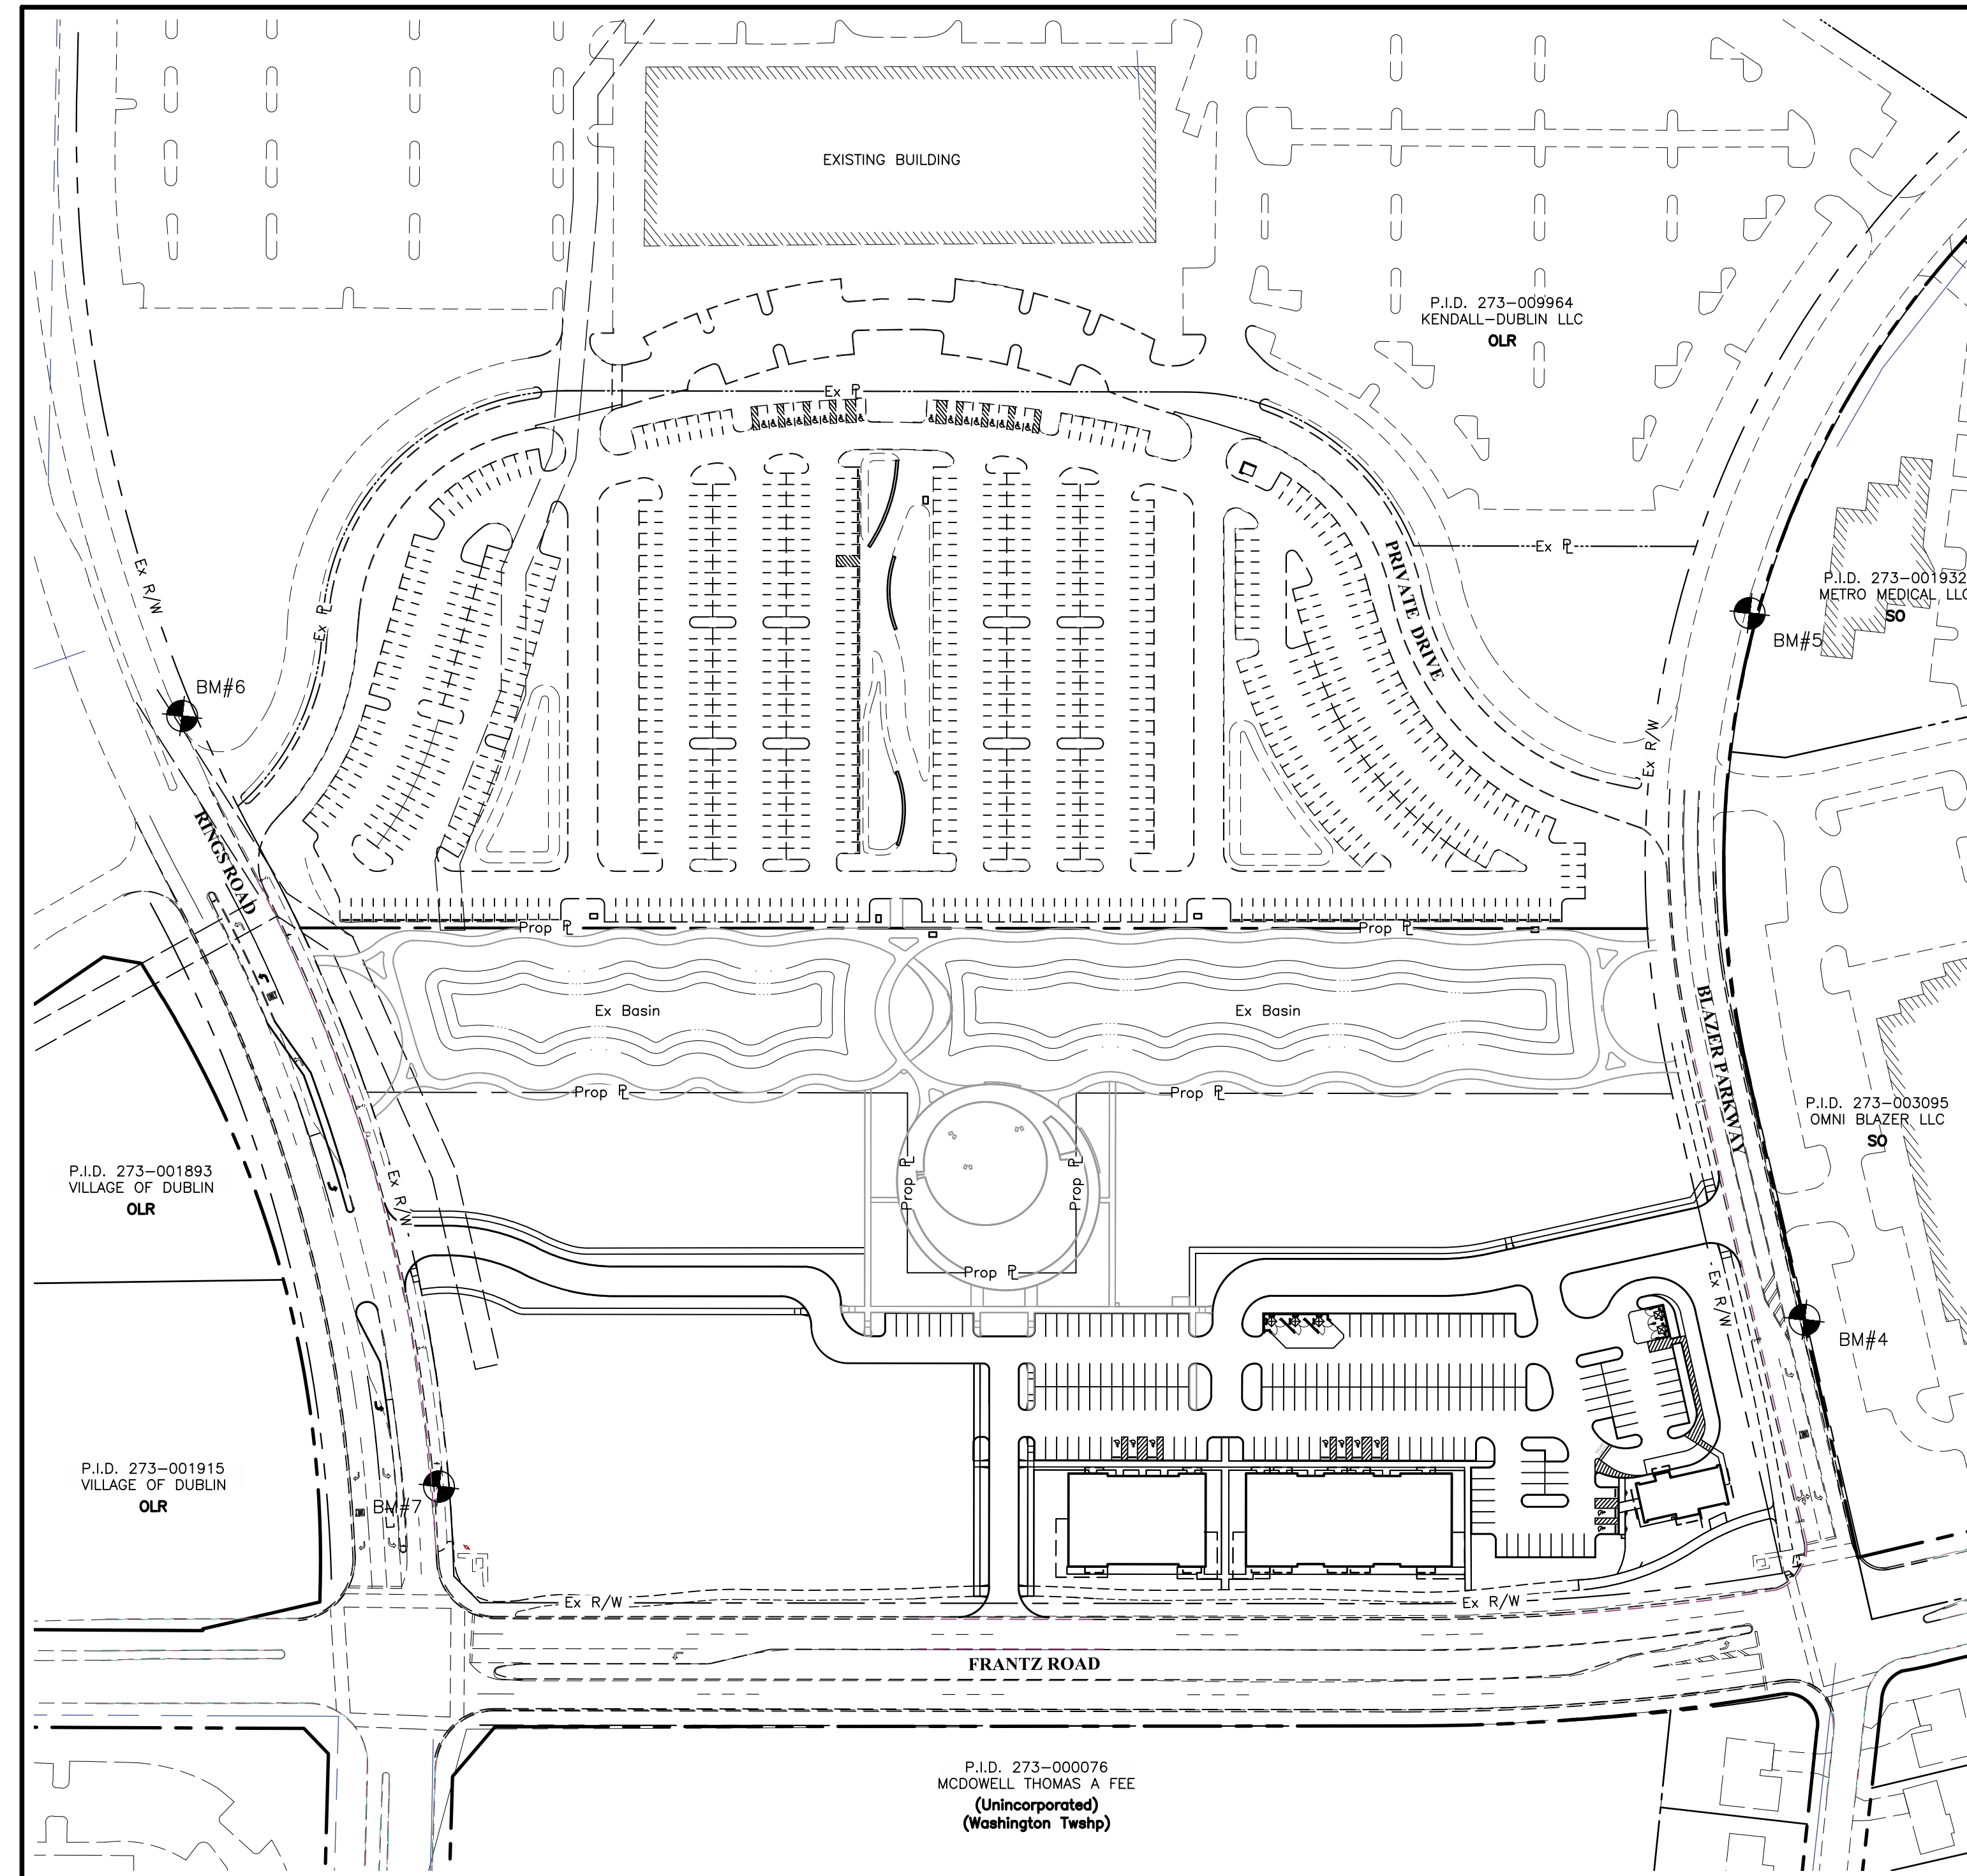 EXISTING BUILDING
P.I.D. 273-009964
KENDALL-DUBLIN LLC
OLR
Ex PL
Ex PL
Ex R/W
PRIVATE DRIVE
P.I.D. 273-001932
METRO MEDICAL LLC
SO
Ex PL
BM#5
BM#6
Ex R/W
RINGS ROAD
Prop PL
Prop PL
Ex Basin
Ex Basin
BLAZER PARKWAY
Prop PL
Prop PL
P.I.D. 273-003095
OMNI BLAZER LLC
SO
P.I.D. 273-001893
VILLAGE OF DUBLIN
OLR
Ex R/W
Prop PL
Prop PL
Prop PL
Ex R/W
BM#4
P.I.D. 273-001915
VILLAGE OF DUBLIN
OLR
BM#7
Ex R/W
Ex R/W
FRANTZ ROAD
P.I.D. 273-000076
MCDOWELL THOMAS A FEE
(Unincorporated)
(Washington Twshp)